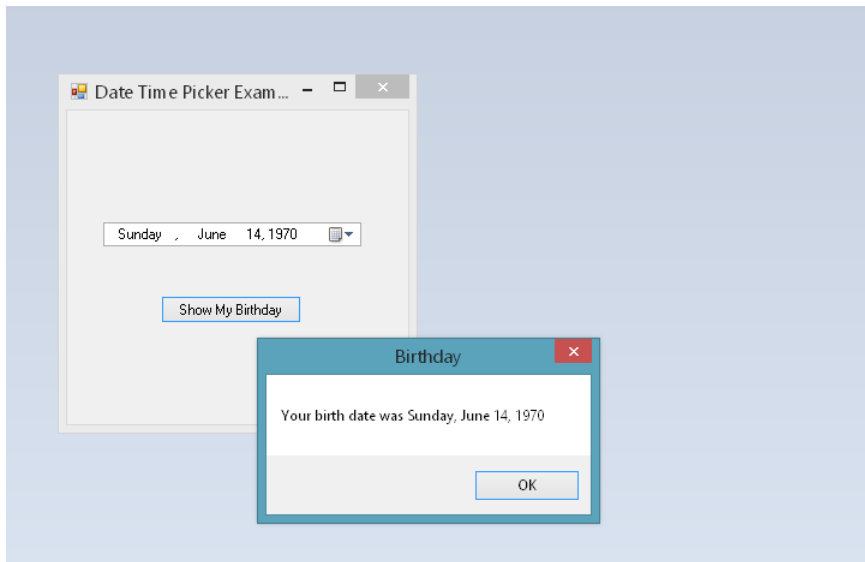 Date Time Picker Exam...
Sunday , June 14, 1970
Show My Birthday
Birthday
Your birth date was Sunday, June 14, 1970
OK